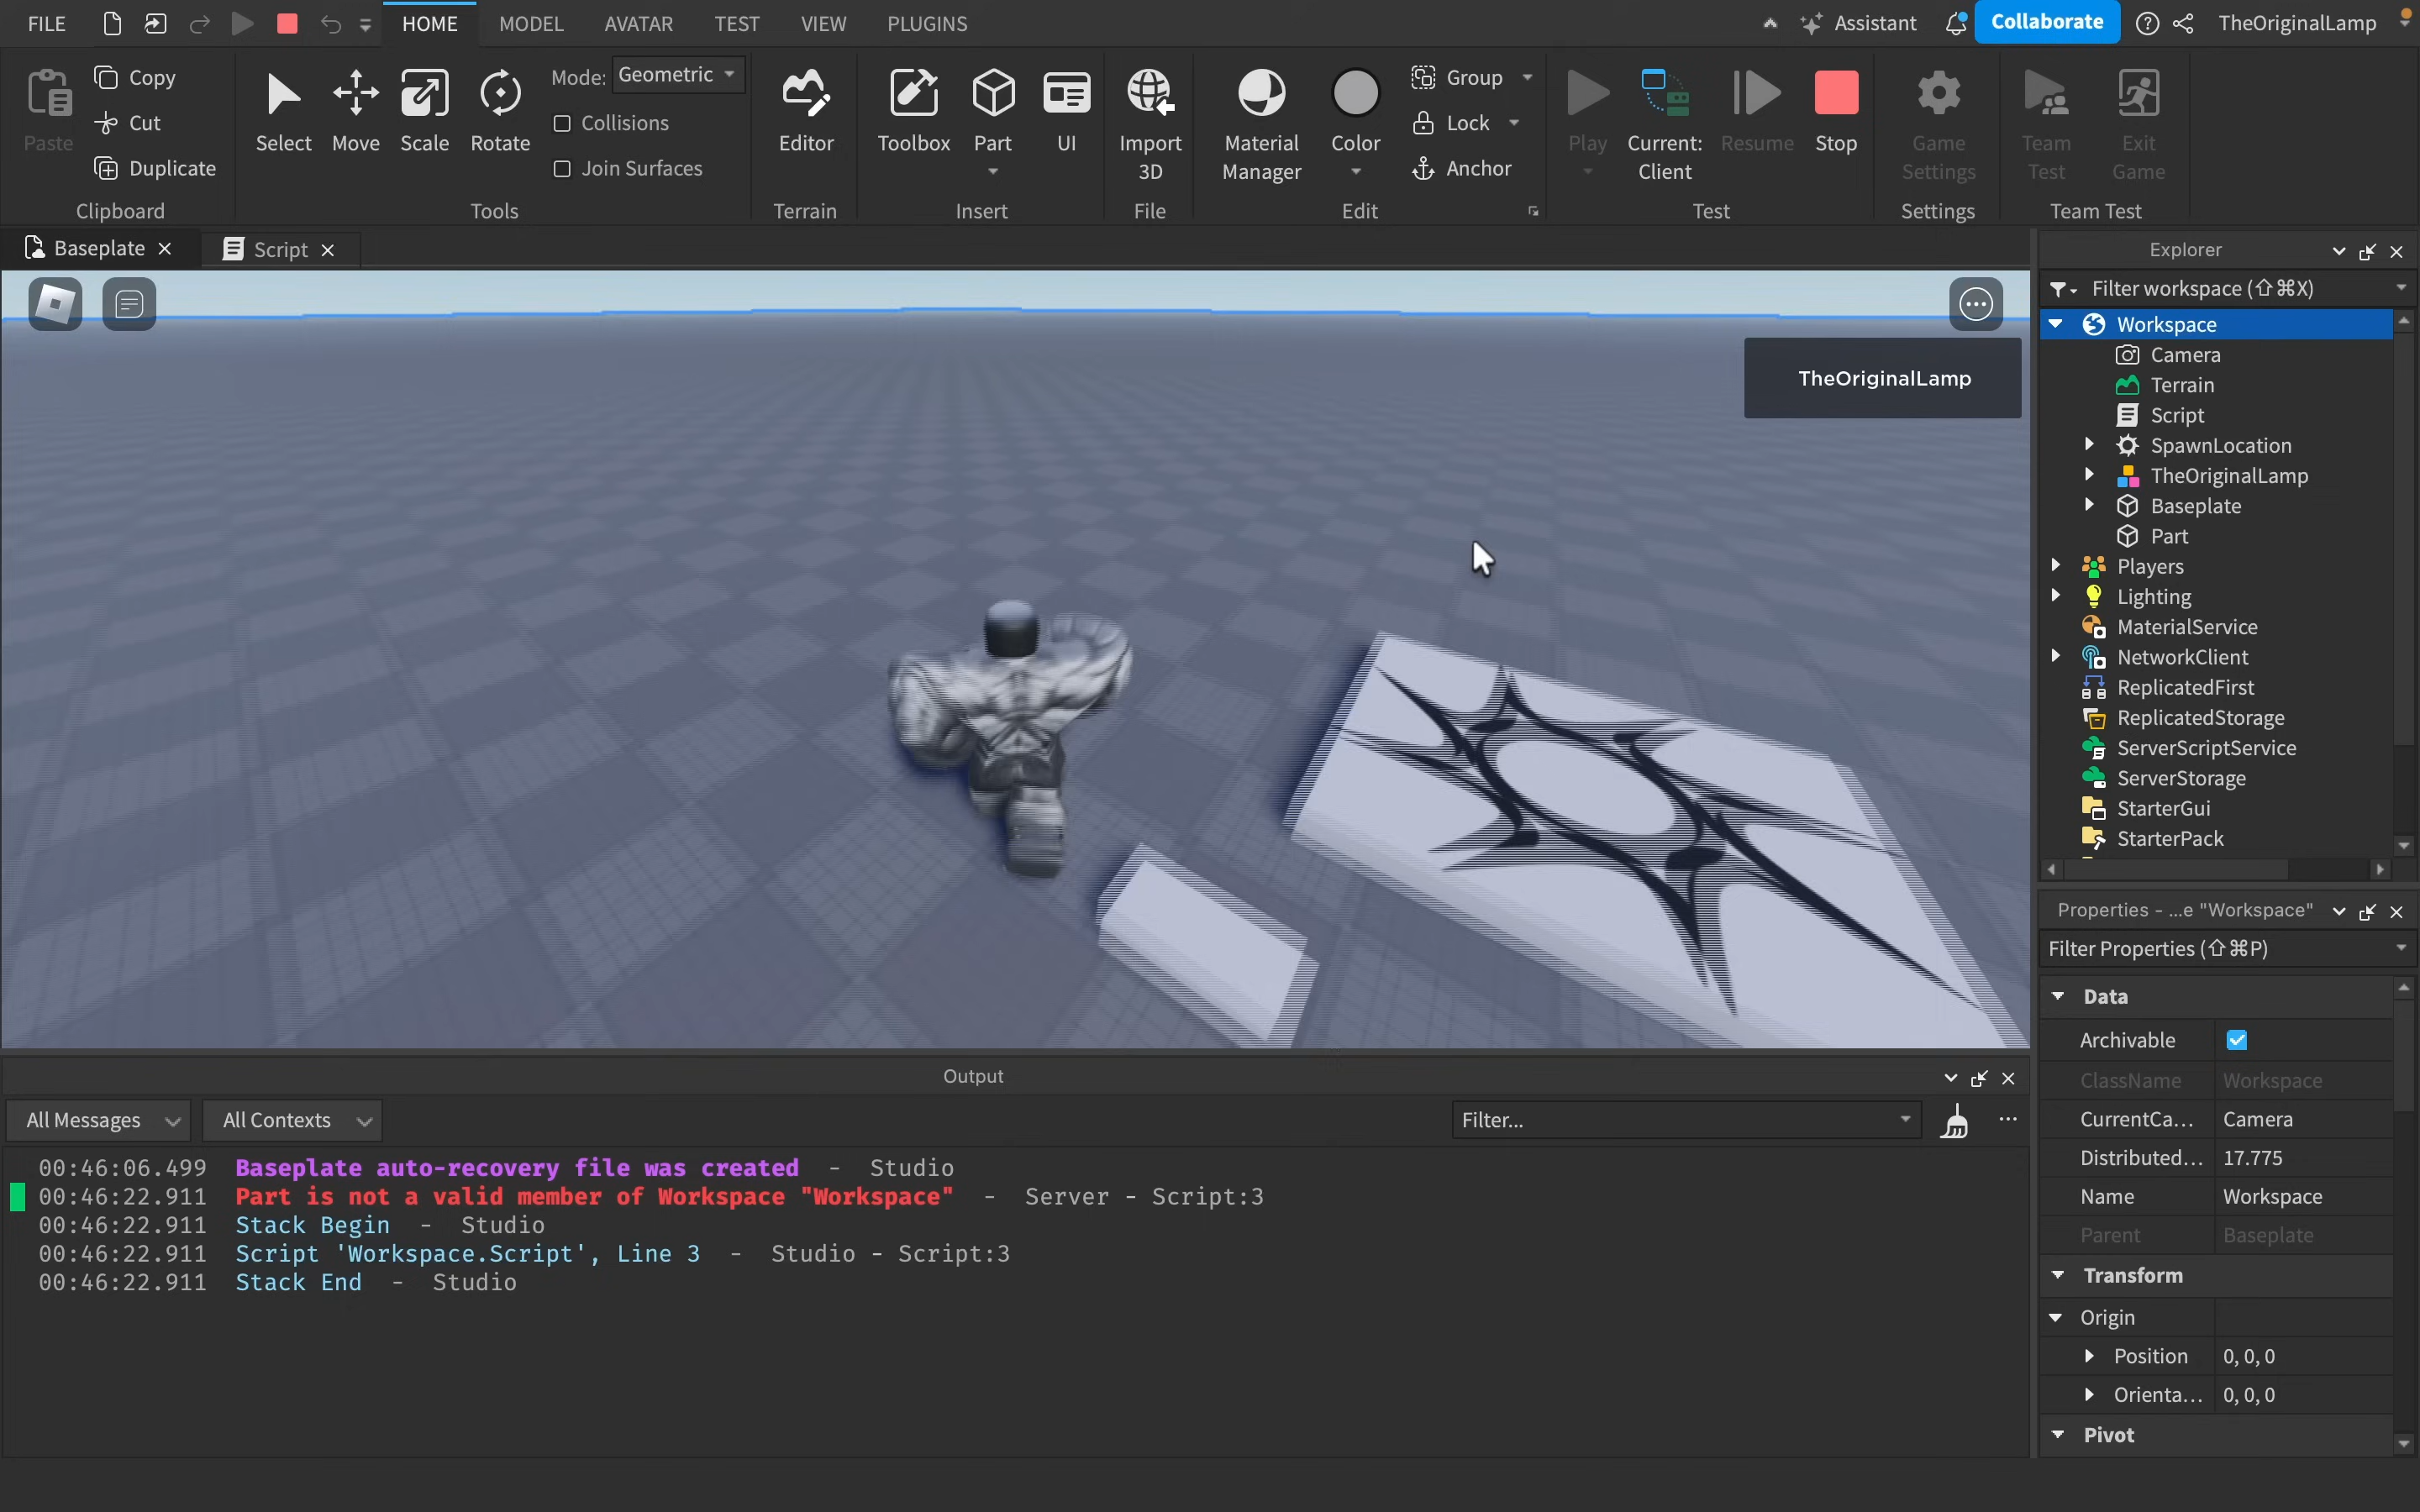 FILE
HOME
MODEL
AVATAR
TEST
VIEW
PLUGINS
Assistant
Collaborate
TheOriginalLamp
Paste
Copy
Cut
Duplicate
Clipboard
Select
Move
Scale
Rotate
Mode: Geometric
Collisions
Join Surfaces
Tools
Editor
Terrain
Toolbox
Part
UI
Insert
Import
3D
File
Material
Manager
Color
Group
Lock
Anchor
Edit
Play
Current:
Client
Resume
Stop
Test
Game
Settings
Settings
Team
Test
Exit
Game
Team Test
Baseplate
Script
TheOriginalLamp
Explorer
Filter workspace (⇧⌘X)
Workspace
Camera
Terrain
Script
SpawnLocation
TheOriginalLamp
Baseplate
Part
Players
Lighting
MaterialService
NetworkClient
ReplicatedFirst
ReplicatedStorage
ServerScriptService
ServerStorage
StarterGui
StarterPack
Properties - ...e "Workspace"
Filter Properties (⇧⌘P)
Data
Archivable
ClassName Workspace
CurrentCa... Camera
Distributed... 17.775
Name Workspace
Parent Baseplate
Transform
Origin
Position 0, 0, 0
Orienta... 0, 0, 0
Pivot
Output
All Messages
All Contexts
Filter...
00:46:06.499 Baseplate auto-recovery file was created - Studio
00:46:22.911 Part is not a valid member of Workspace "Workspace" - Server - Script:3
00:46:22.911 Stack Begin - Studio
00:46:22.911 Script 'Workspace.Script', Line 3 - Studio - Script:3
00:46:22.911 Stack End - Studio